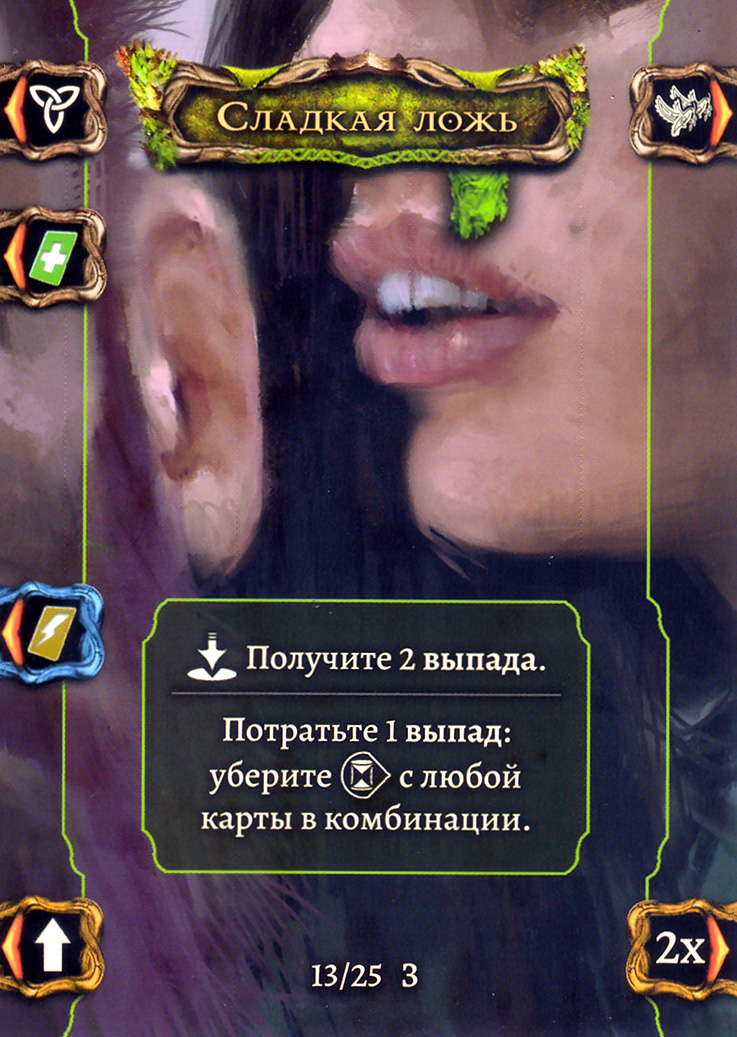 Сладкая ложь
Получите 2 выпада.
Потратьте 1 выпад:
уберите с любой
карты в комбинации.
2x
13/25 3